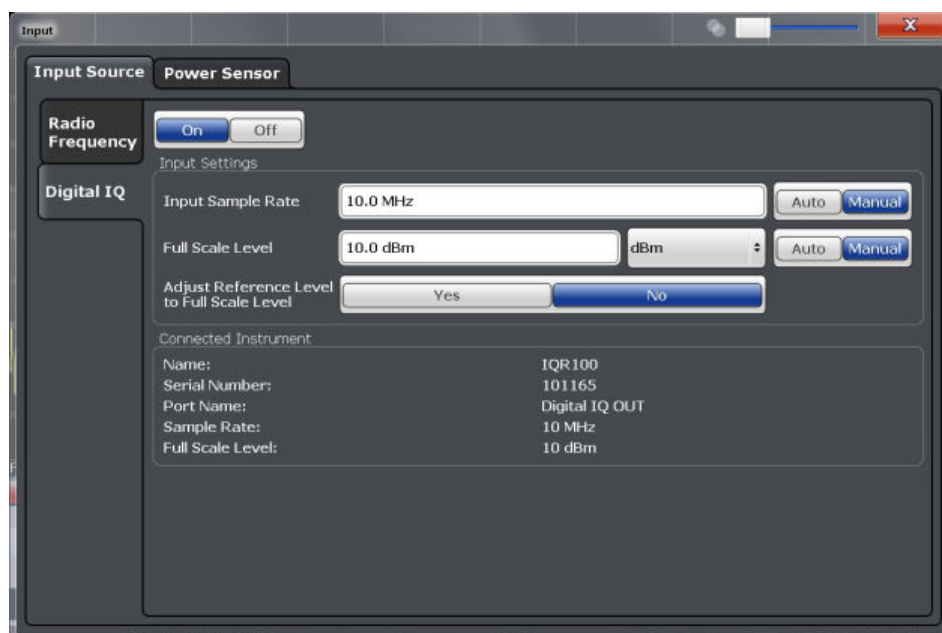 Input
Input Source
Power Sensor
Radio
Frequency
Digital IQ
On
Off
Input Settings
Input Sample Rate
10.0 MHz
Auto
Manual
Full Scale Level
10.0 dBm
dBm
Auto
Manual
Adjust Reference Level
to Full Scale Level
Yes
No
Connected Instrument
Name:
IQR100
Serial Number:
101165
Port Name:
Digital IQ OUT
Sample Rate:
10 MHz
Full Scale Level:
10 dBm